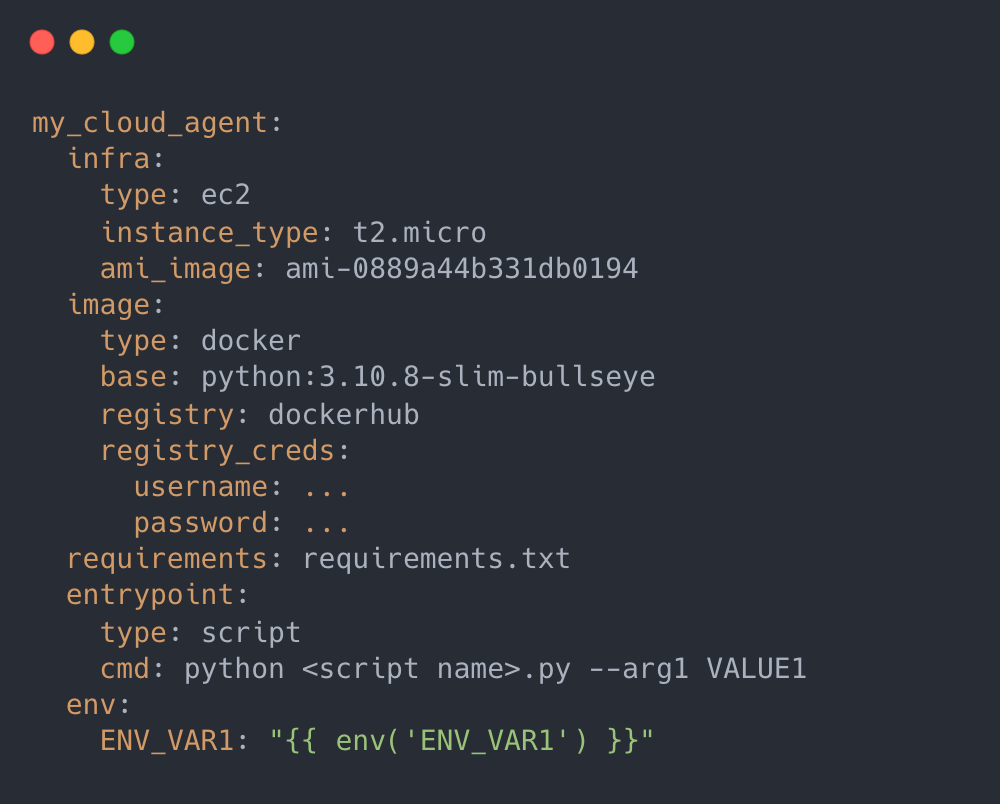 my_cloud_agent:
  infra:
    type: ec2
    instance_type: t2.micro
    ami_image: ami-0889a44b331db0194
  image:
    type: docker
    base: python:3.10.8-slim-bullseye
    registry: dockerhub
    registry_creds:
      username: ...
      password: ...
  requirements: requirements.txt
  entrypoint:
    type: script
    cmd: python <script name>.py --arg1 VALUE1
  env:
    ENV_VAR1: "{{ env('ENV_VAR1') }}"